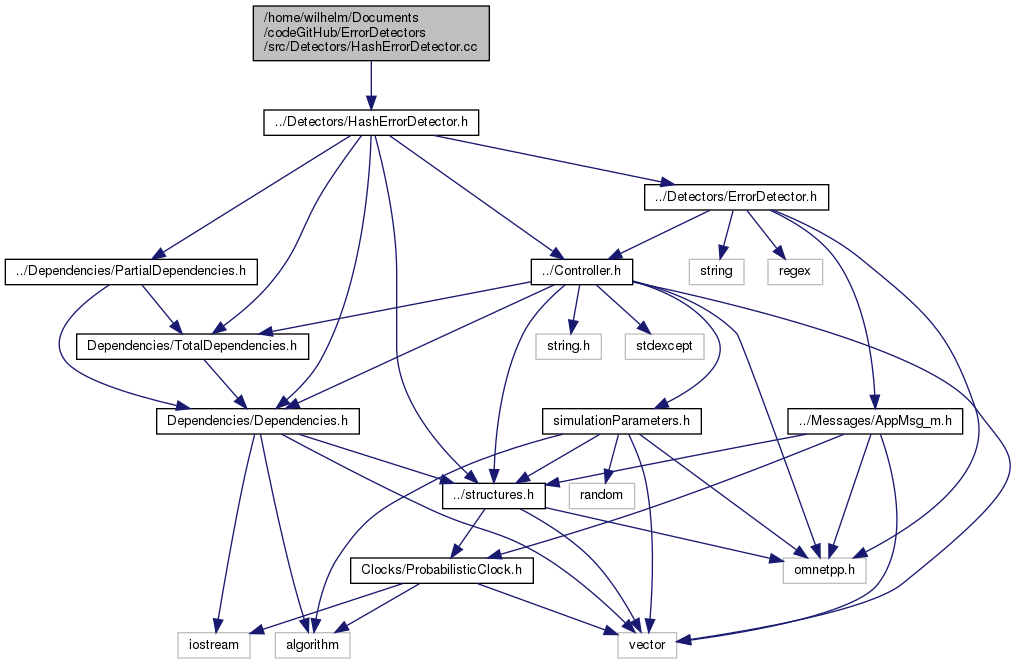 /home/wilhelm/Documents
/codeGitHub/ErrorDetectors
/src/Detectors/HashErrorDetector.cc
../Detectors/HashErrorDetector.h
../Detectors/ErrorDetector.h
../Dependencies/PartialDependencies.h
../Controller.h
string
regex
Dependencies/TotalDependencies.h
string.h
stdexcept
Dependencies/Dependencies.h
simulationParameters.h
../Messages/AppMsg_m.h
../structures.h
random
Clocks/ProbabilisticClock.h
omnetpp.h
iostream
algorithm
vector